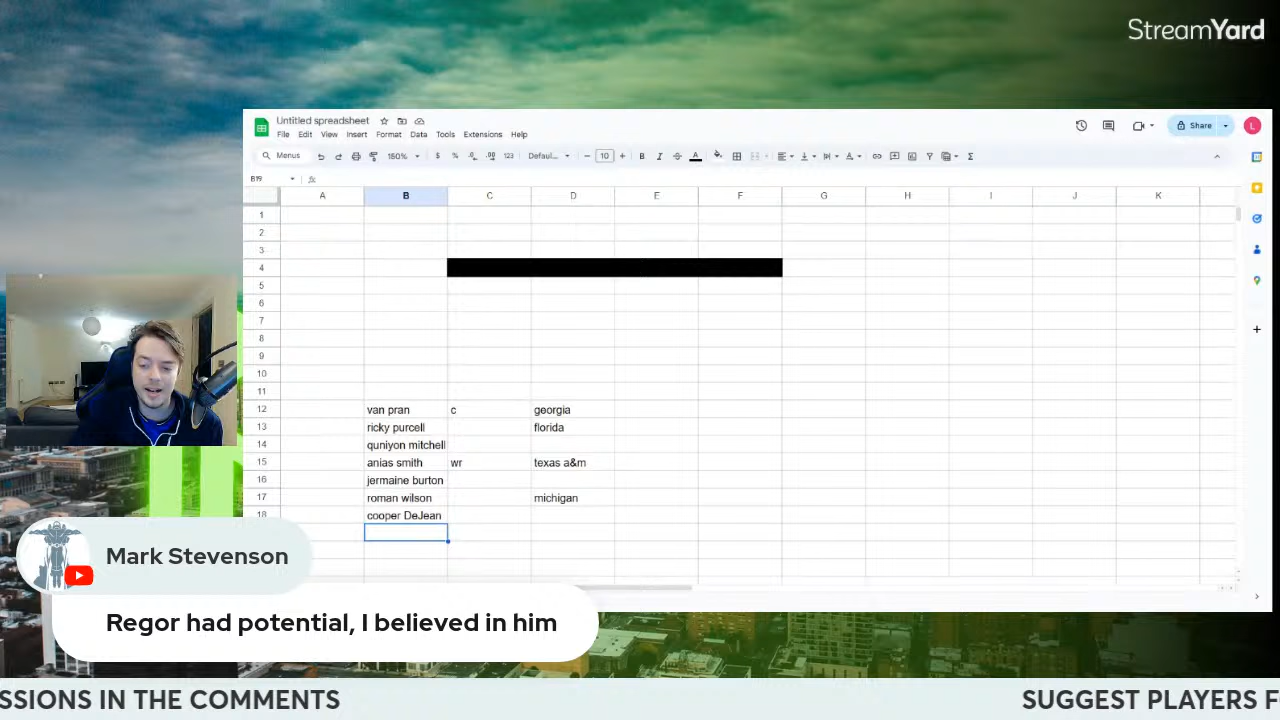 StreamYard
Untitled spreadsheet
File Edit View Insert Format Data Tools Extensions Help
Share
L
Menus 150% $ % .0 .00 123 Defaul... 10 B I A
B19 fx
A B C D E F G H I J K
1
2
3
4
5
6
7
8
9
10
11
12 van pran c georgia
13 ricky purcell florida
14 quniyon mitchell
15 anias smith wr texas a&m
16 jermaine burton
17 roman wilson michigan
18 cooper DeJean
Mark Stevenson
Regor had potential, I believed in him
SSIONS IN THE COMMENTS
SUGGEST PLAYERS F